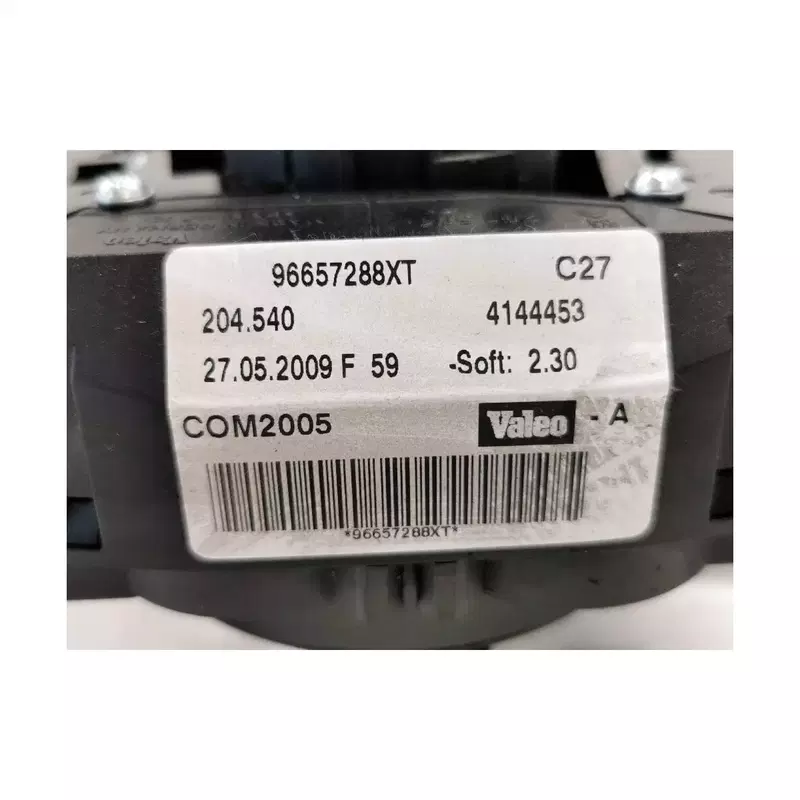 96657288XT C27
204.540 4144453
27.05.2009 F 59 -Soft: 2.30
COM2005 Valeo - A
*96657288XT*